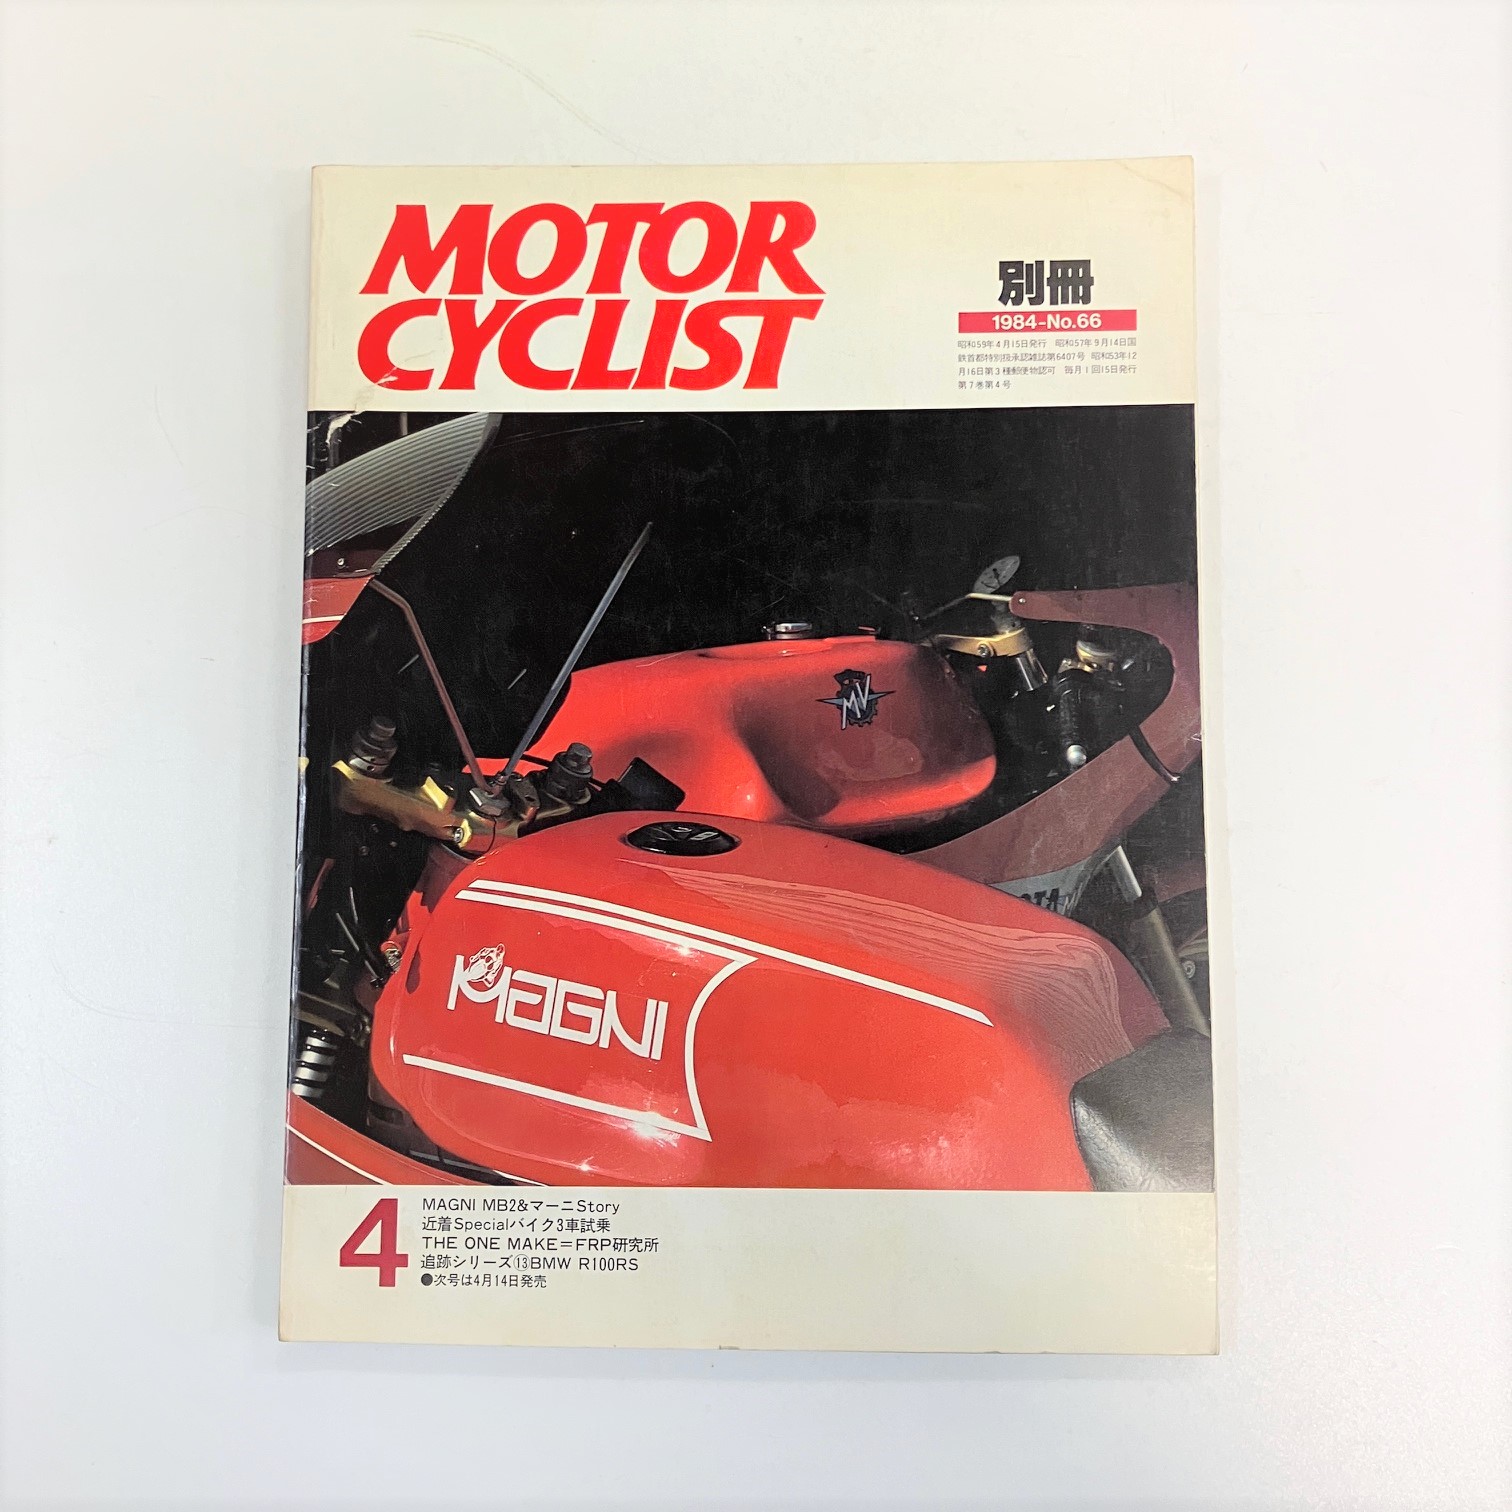 MOTOR
CYCLIST
別冊
1984-No.66
昭和59年4月15日発行 昭和57年9月14日国
鉄首都特別扱承認雑誌第6407号 昭和53年12
月16日第3種郵便物認可 毎月1回15日発行
第7巻第4号
MV
MAGNI
4
MAGNI MB2&マーニStory
近着Specialバイク3車試乗
THE ONE MAKE=FRP研究所
追跡シリーズ⑬BMW R100RS
●次号は4月14日発売